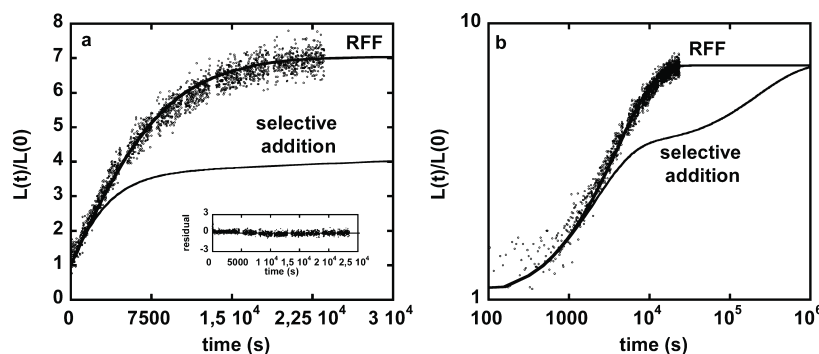 8
7
6
5
4
3
2
1
0
L(t)/L(0)
a
RFF
selective
addition
residual
3
0
-3
0 5000 1 10^4 1,5 10^4 2 10^4 2,5 10^4
time (s)
0 7500 1,5 10^4 2,25 10^4 3 10^4
time (s)
10
1
L(t)/L(0)
b
RFF
selective
addition
100 1000 10^4 10^5 10^6
time (s)